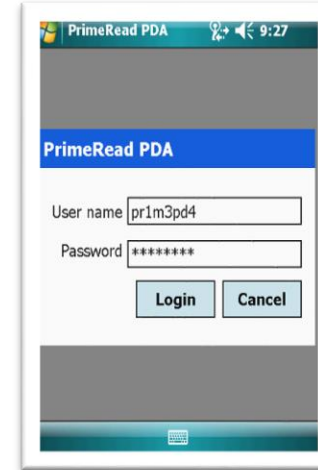 PrimeRead PDA 9:27
PrimeRead PDA
User name pr1m3pd4
Password ********
Login Cancel